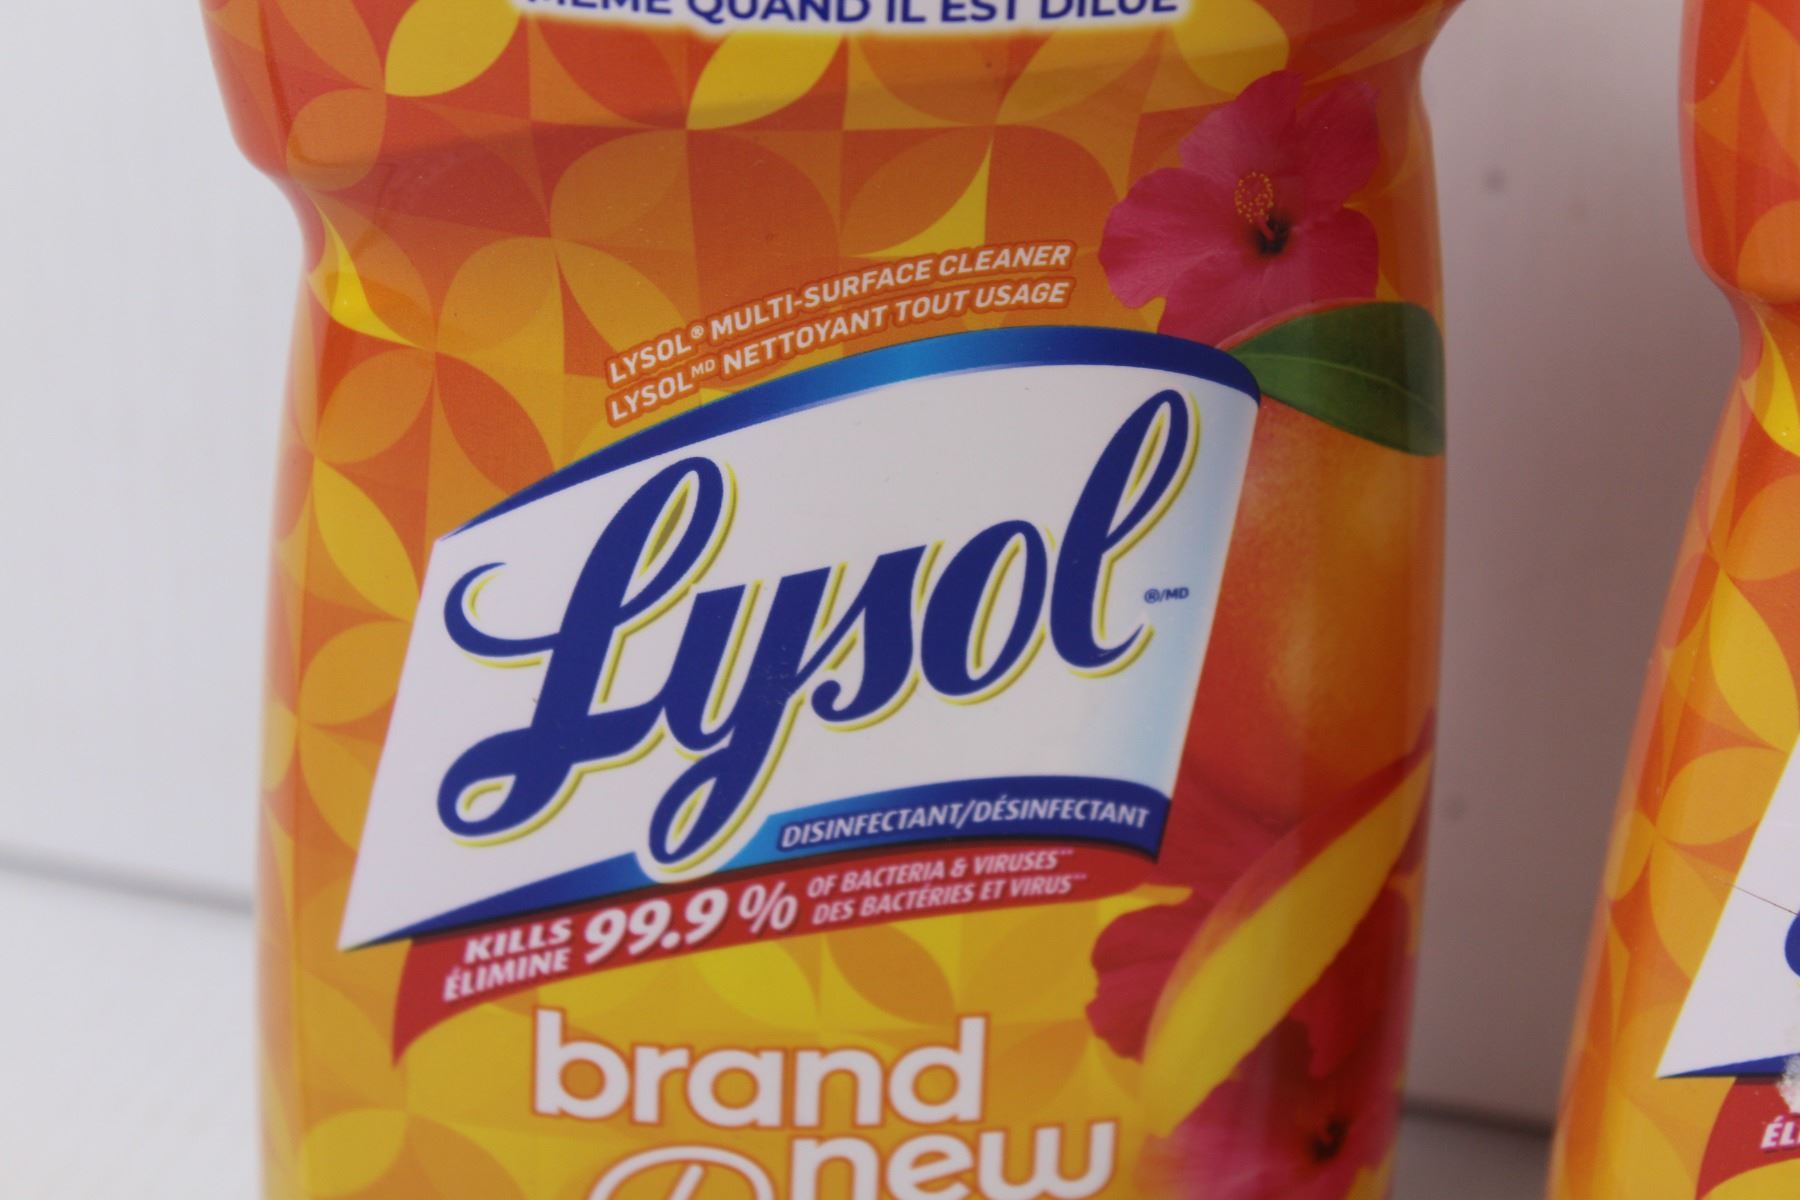 MÊME QUAND IL EST DILUÉ
LYSOL® MULTI-SURFACE CLEANER
LYSOLMD NETTOYANT TOUT USAGE
Lysol
®/MD
DISINFECTANT/DÉSINFECTANT
KILLS
ÉLIMINE
99.9 %
OF BACTERIA & VIRUSES**
DES BACTÉRIES ET VIRUS**
brand
new
ÉL